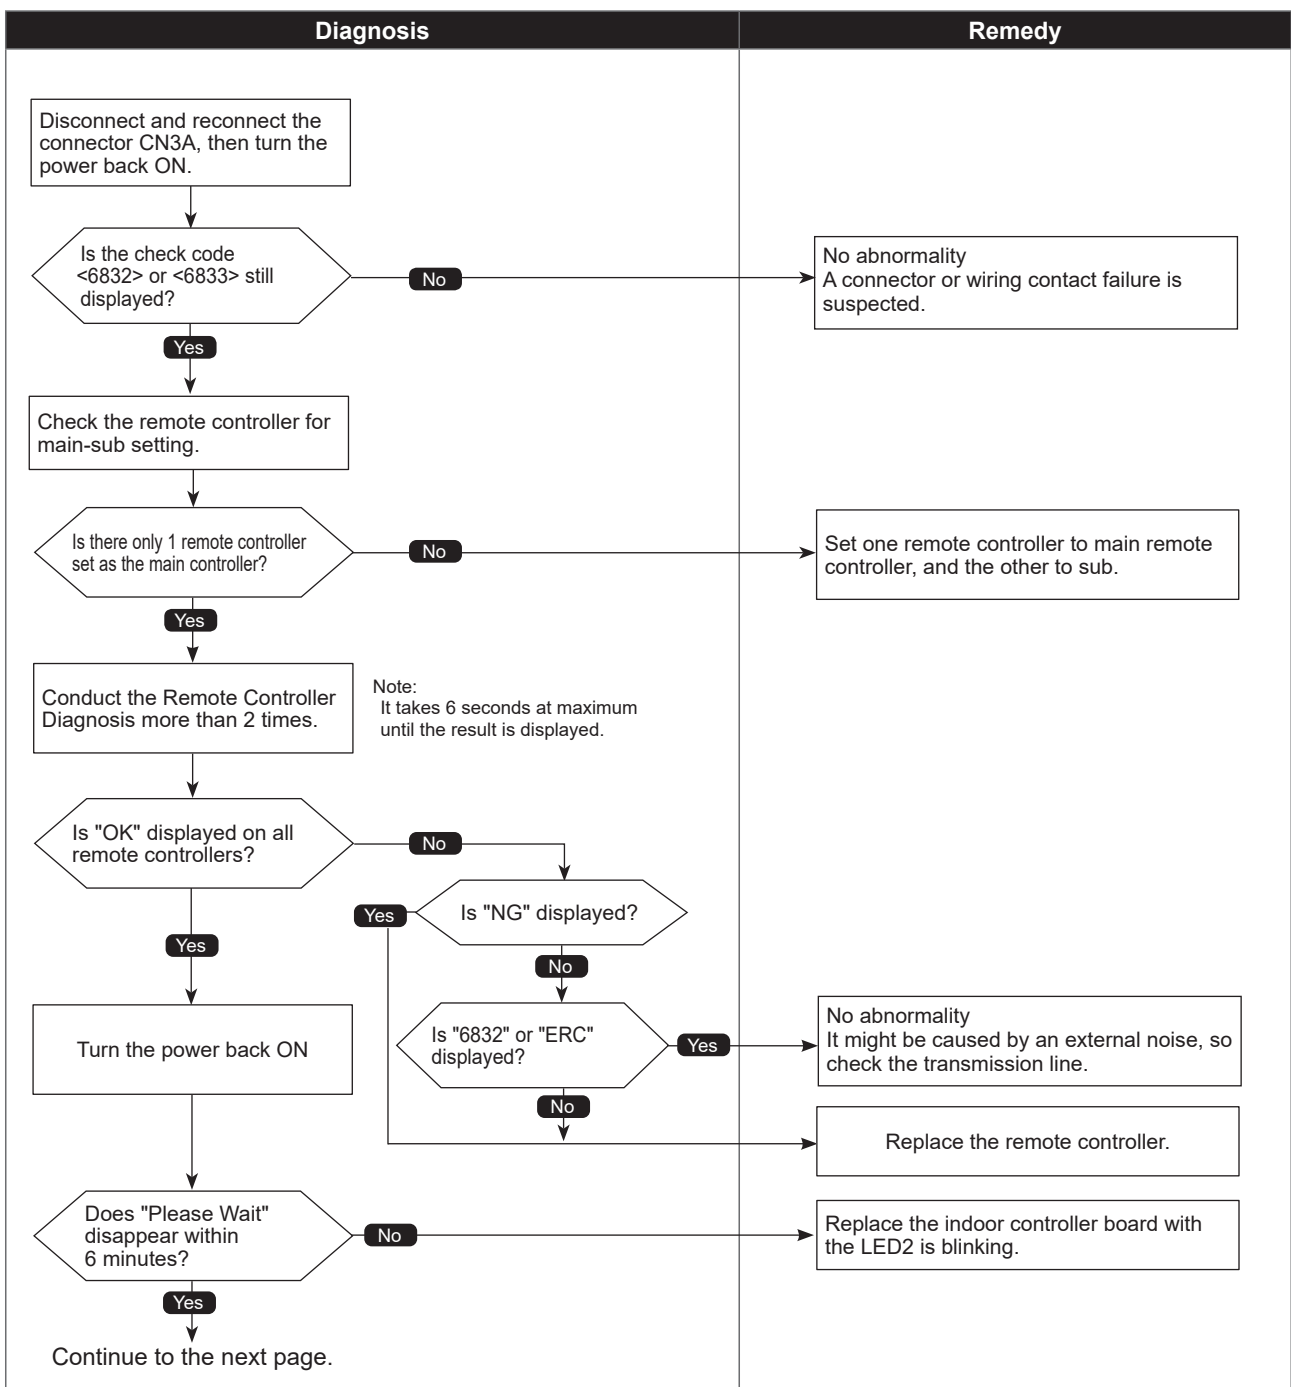 Diagnosis
Remedy
Disconnect and reconnect the
connector CN3A, then turn the
power back ON.
Is the check code
<6832> or <6833> still
displayed?
No
No abnormality
A connector or wiring contact failure is
suspected.
Yes
Check the remote controller for
main-sub setting.
Is there only 1 remote controller
set as the main controller?
No
Set one remote controller to main remote
controller, and the other to sub.
Yes
Conduct the Remote Controller
Diagnosis more than 2 times.
Note:
It takes 6 seconds at maximum
until the result is displayed.
Is "OK" displayed on all
remote controllers?
No
Is "NG" displayed?
Yes
Yes
No
Is "6832" or "ERC"
displayed?
Yes
No abnormality
It might be caused by an external noise, so
check the transmission line.
Turn the power back ON
No
Replace the remote controller.
Does "Please Wait"
disappear within
6 minutes?
No
Replace the indoor controller board with
the LED2 is blinking.
Yes
Continue to the next page.